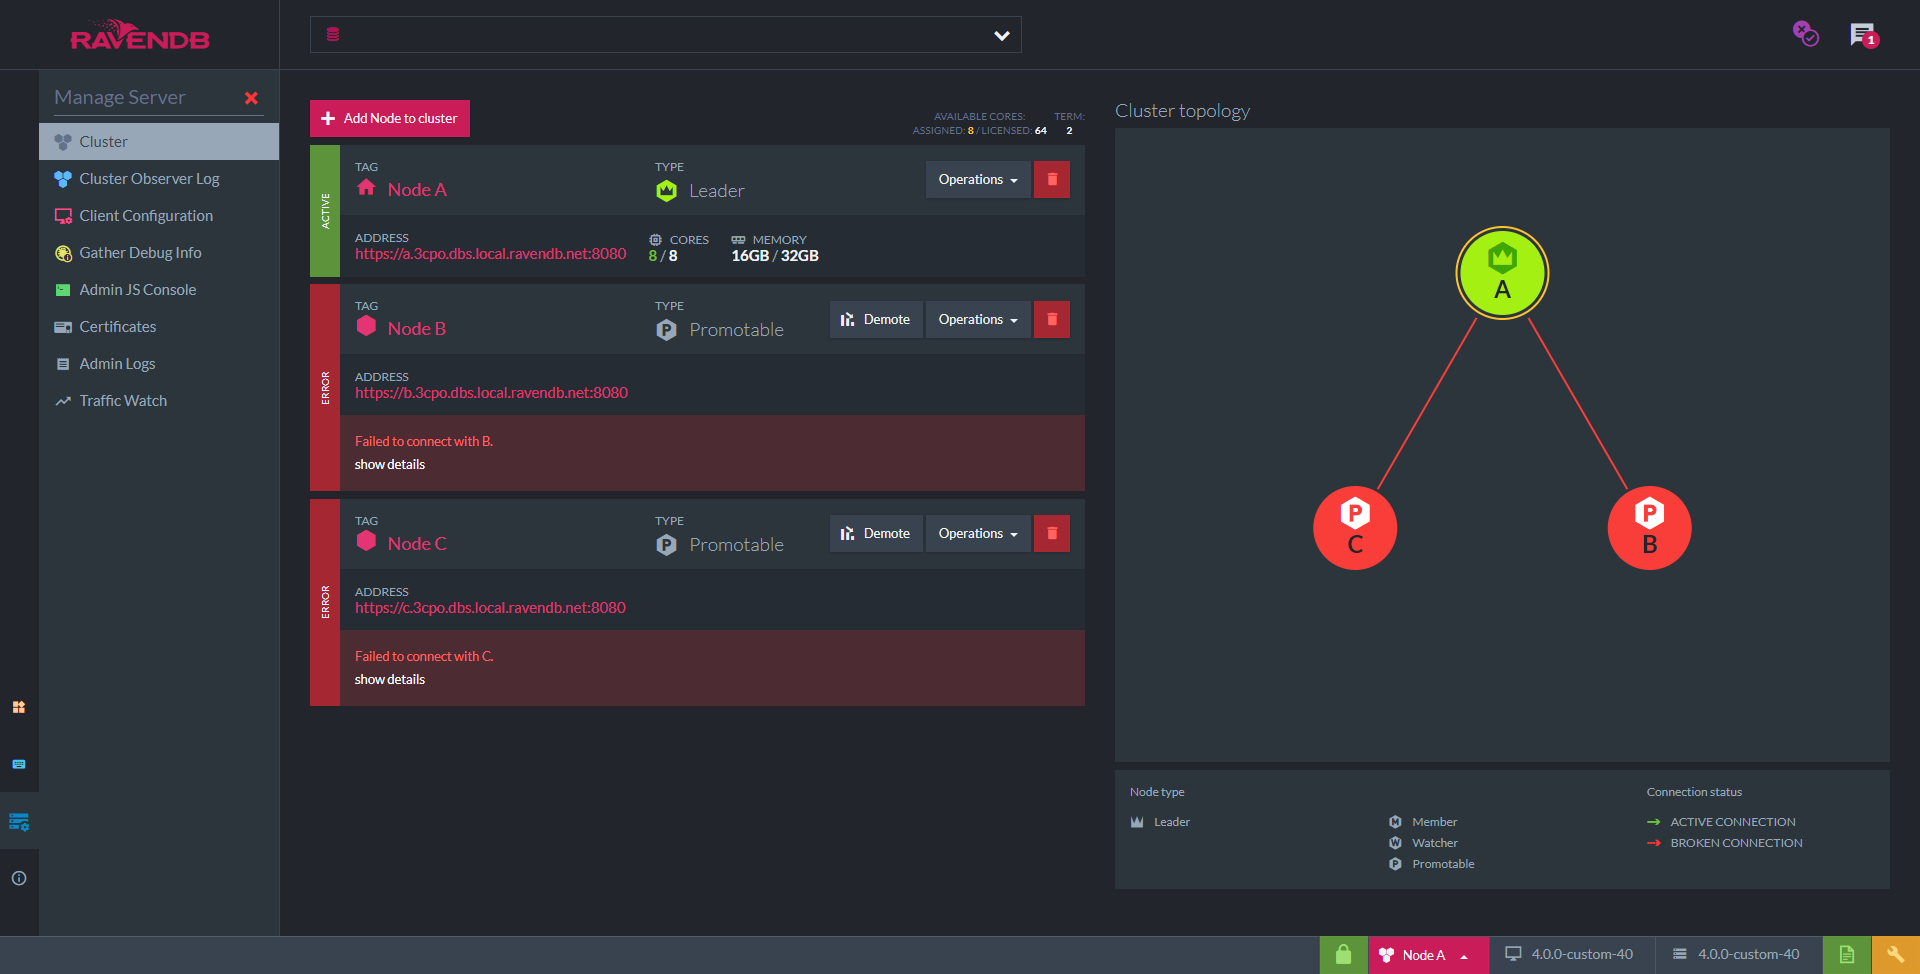 RAVENDB
1
Manage Server
Cluster
Cluster Observer Log
Client Configuration
Gather Debug Info
Admin JS Console
Certificates
Admin Logs
Traffic Watch
Add Node to cluster
AVAILABLE CORES:
ASSIGNED: 8 / LICENSED: 64
TERM:
2
ACTIVE
TAG
Node A
TYPE
Leader
Operations
ADDRESS
https://a.3cpo.dbs.local.ravendb.net:8080
CORES
8 / 8
MEMORY
16GB / 32GB
ERROR
TAG
Node B
TYPE
P
Promotable
Demote
Operations
ADDRESS
https://b.3cpo.dbs.local.ravendb.net:8080
Failed to connect with B.
show details
ERROR
TAG
Node C
TYPE
P
Promotable
Demote
Operations
ADDRESS
https://c.3cpo.dbs.local.ravendb.net:8080
Failed to connect with C.
show details
Cluster topology
A
P
C
P
B
Node type
Leader
M Member
W Watcher
P Promotable
Connection status
ACTIVE CONNECTION
BROKEN CONNECTION
Node A
4.0.0-custom-40
4.0.0-custom-40